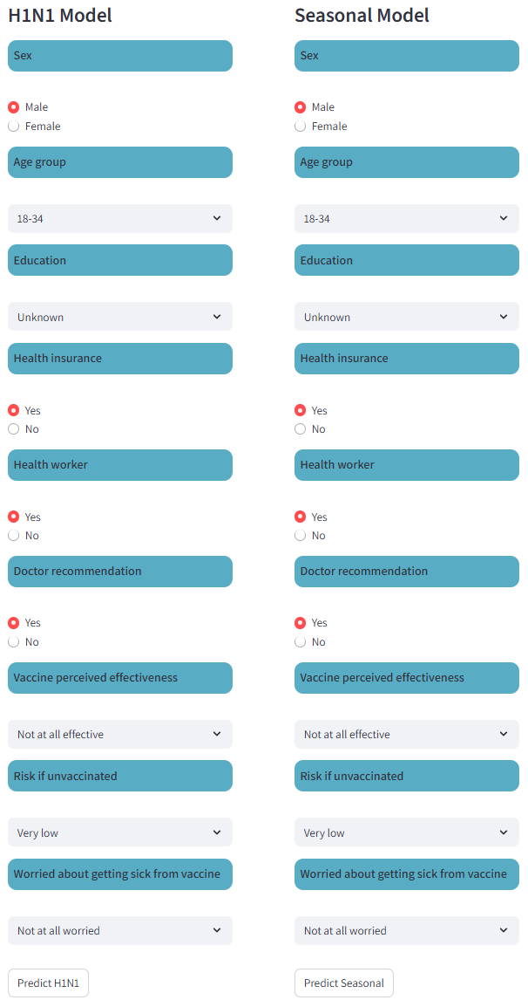 H1N1 Model
Sex
Male
Female
Age group
18-34
Education
Unknown
Health insurance
Yes
No
Health worker
Yes
No
Doctor recommendation
Yes
No
Vaccine perceived effectiveness
Not at all effective
Risk if unvaccinated
Very low
Worried about getting sick from vaccine
Not at all worried
Predict H1N1
Seasonal Model
Sex
Male
Female
Age group
18-34
Education
Unknown
Health insurance
Yes
No
Health worker
Yes
No
Doctor recommendation
Yes
No
Vaccine perceived effectiveness
Not at all effective
Risk if unvaccinated
Very low
Worried about getting sick from vaccine
Not at all worried
Predict Seasonal